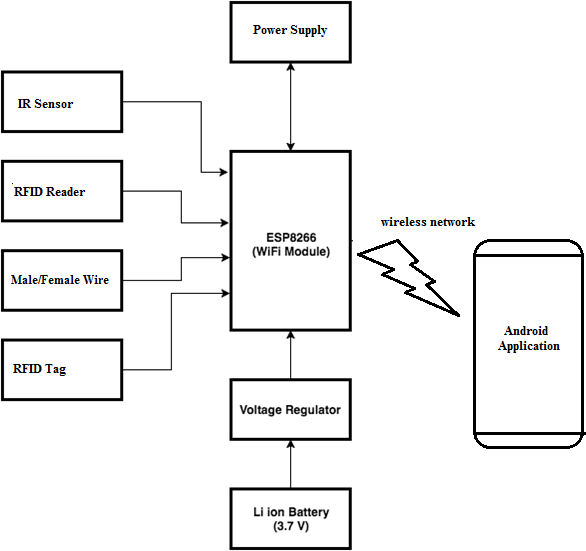 Power Supply
IR Sensor
RFID Reader
ESP8266
(WiFi Module)
wireless network
Male/Female Wire
Android
Application
RFID Tag
Voltage Regulator
Li ion Battery
(3.7 V)